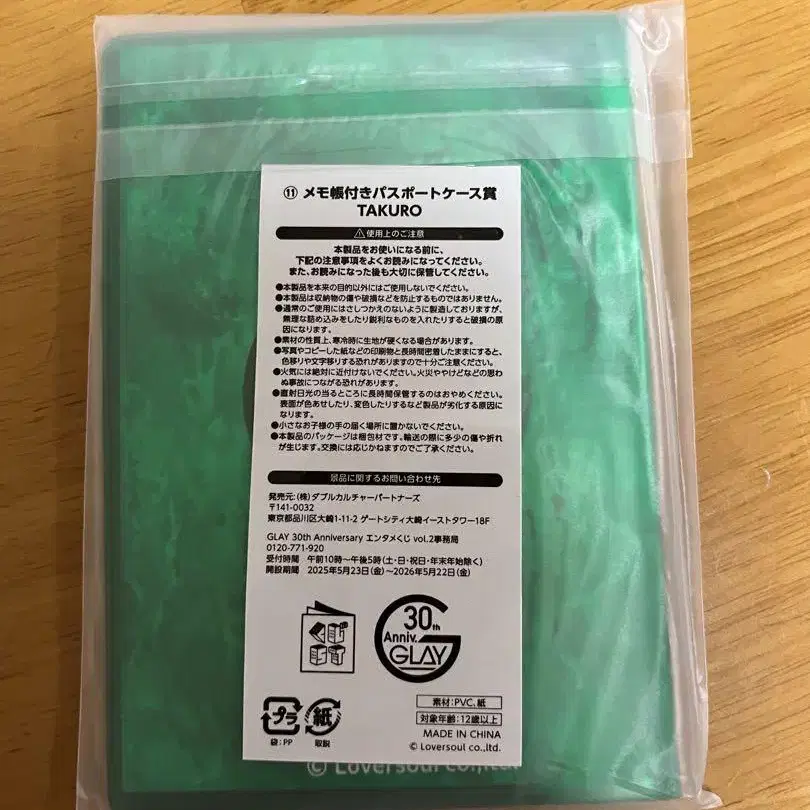 ⑪ メモ帳付きパスポートケース賞
TAKURO
⚠使用上のご注意
本製品をお使いになる前に、
下記の注意事項をよくお読みになってください。
また、お読みになった後も大切に保管してください。
●本製品を本来の目的以外にはご使用しないでください。
●本製品は収納物の傷や破損などを防止するものではありません。
●通常のご使用にはさしつかえのないように製造しておりますが、
無理な詰め込みをしたり鋭利なものを入れたりすると破損の原
因になります。
●素材の性質上、寒冷時に生地が硬くなる場合があります。
●写真やコピーした紙などの印刷物と長時間密着したままにすると、
色移りや文字移りする恐れがありますので十分ご注意ください。
●火気には絶対に近付けないでください。火災ややけどなどの思わ
ぬ事故につながる恐れがあります。
●直射日光の当るところに長時間保管するのはおやめください。
表面が色あせしたり、変色したりするなど製品が劣化する原因に
なります。
●小さなお子様の手の届く場所に置かないでください。
●本製品のパッケージは梱包材です。輸送の際に多少の傷や折れ
が生じます。交換には応じかねますのでご了承ください。
景品に関するお問い合わせ先
発売元:(株)ダブルカルチャーパートナーズ
〒141-0032
東京都品川区大崎1-11-2 ゲートシティ大崎イーストタワー18F
GLAY 30th Anniversary エンタメくじ vol.2事務局
0120-771-920
受付時間 午前10時〜午後5時(土・日・祝日・年末年始除く)
開設期間 2025年5月23日(金)〜2026年5月22日(金)
30th
Anniv.
GLAY
プラ
袋:PP
紙
取説
素材:PVC、紙
対象年齢:12歳以上
MADE IN CHINA
© Loversoul co.,ltd.
© Loversoul co.,ltd.